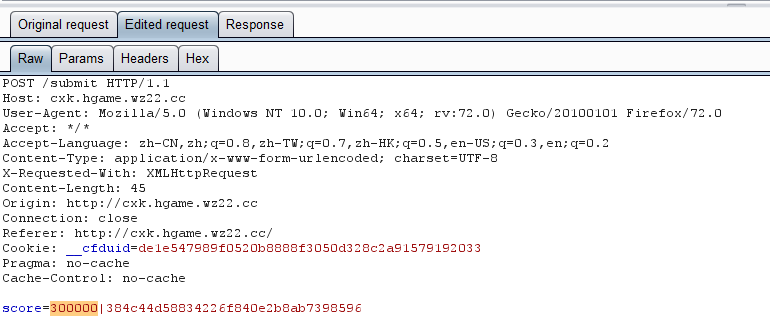 Original request Edited request Response
Raw Params Headers Hex
POST /submit HTTP/1.1
Host: cxk.hgame.wz22.cc
User-Agent: Mozilla/5.0 (Windows NT 10.0; Win64; x64; rv:72.0) Gecko/20100101 Firefox/72.0
Accept: */*
Accept-Language: zh-CN,zh;q=0.8,zh-TW;q=0.7,zh-HK;q=0.5,en-US;q=0.3,en;q=0.2
Content-Type: application/x-www-form-urlencoded; charset=UTF-8
X-Requested-With: XMLHttpRequest
Content-Length: 45
Origin: http://cxk.hgame.wz22.cc
Connection: close
Referer: http://cxk.hgame.wz22.cc/
Cookie: __cfduid=de1e547989f0520b8888f3050d328c2a91579192033
Pragma: no-cache
Cache-Control: no-cache
score=300000|384c44d58834226f840e2b8ab7398596